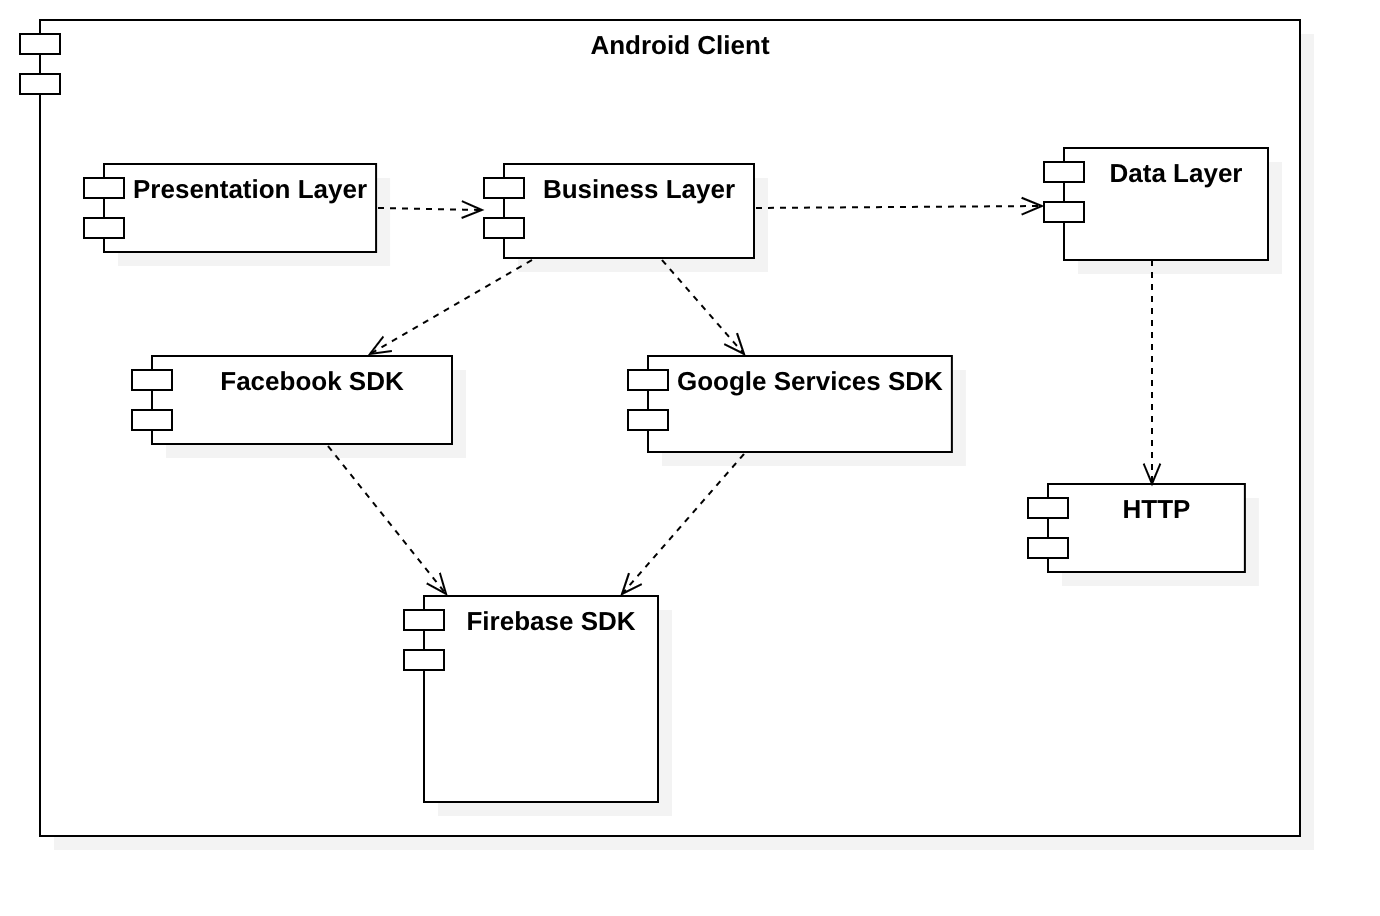 Android Client
Presentation Layer
Business Layer
Data Layer
Facebook SDK
Google Services SDK
HTTP
Firebase SDK